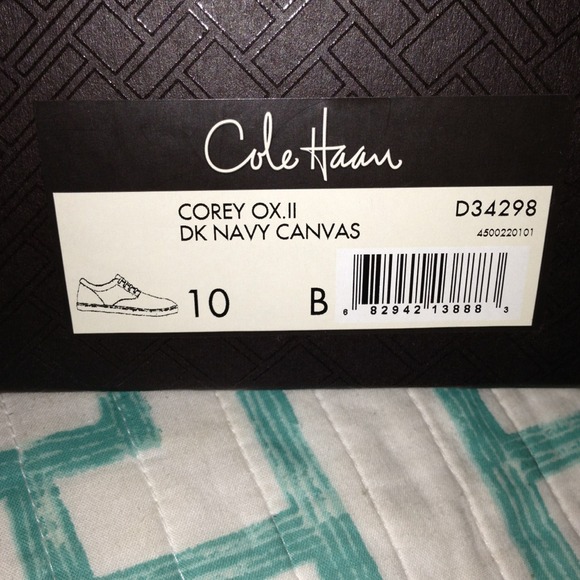 Cole Haan
COREY OX.II
DK NAVY CANVAS
D34298
4500220101
10 B
6 82942 13888 3